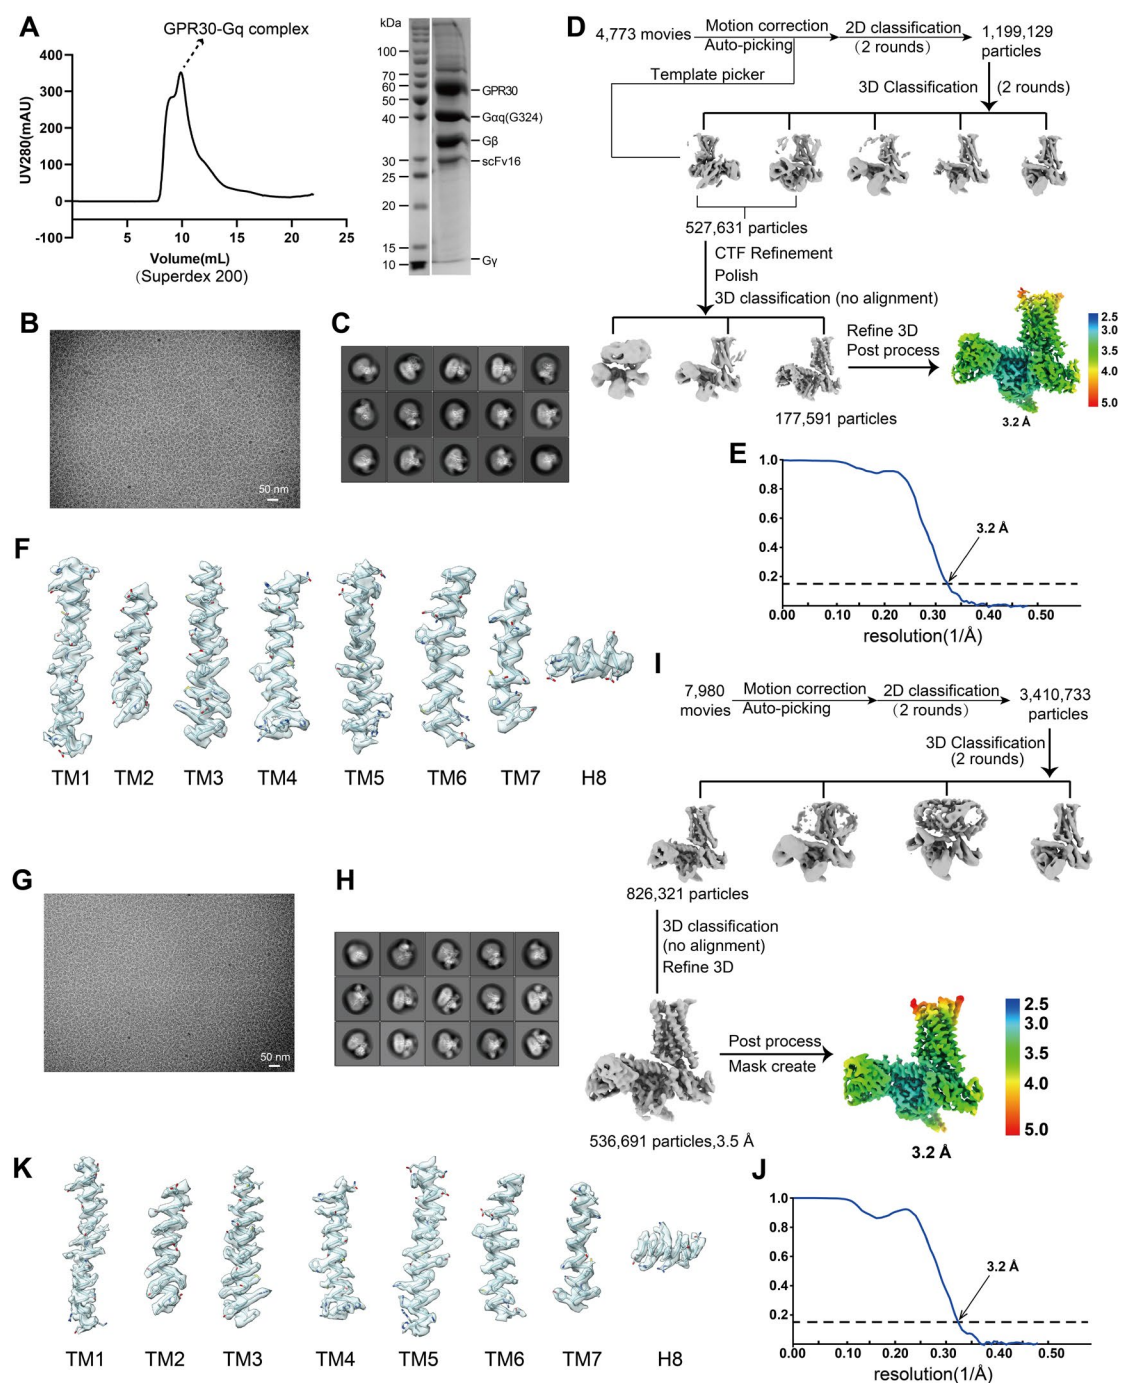 A
GPR30-Gq complex
400
300
200
100
0
-100
UV280(mAU)
5
10
15
20
25
Volume(mL)
(Superdex 200)
kDa
100
70
60
50
40
30
25
20
15
10
GPR30
Gαq(G324)
Gβ
scFv16
Gγ
B
50 nm
C
D
4,773 movies
Motion correction
Auto-picking
2D classification
(2 rounds)
1,199,129
particles
Template picker
3D Classification
(2 rounds)
527,631 particles
CTF Refinement
Polish
3D classification (no alignment)
Refine 3D
Post process
177,591 particles
3.2 Å
2.5
3.0
3.5
4.0
5.0
E
1.0
0.8
0.6
0.4
0.2
3.2 Å
0.00
0.10
0.20
0.30
0.40
0.50
resolution(1/Å)
F
TM1
TM2
TM3
TM4
TM5
TM6
TM7
H8
G
50 nm
H
I
7,980
movies
Motion correction
Auto-picking
2D classification
(2 rounds)
3,410,733
particles
3D Classification
(2 rounds)
826,321 particles
3D classification
(no alignment)
Refine 3D
Post process
Mask create
536,691 particles,3.5 Å
3.2 Å
2.5
3.0
3.5
4.0
5.0
J
1.0
0.8
0.6
0.4
0.2
3.2 Å
0.00
0.10
0.20
0.30
0.40
0.50
resolution(1/Å)
K
TM1
TM2
TM3
TM4
TM5
TM6
TM7
H8